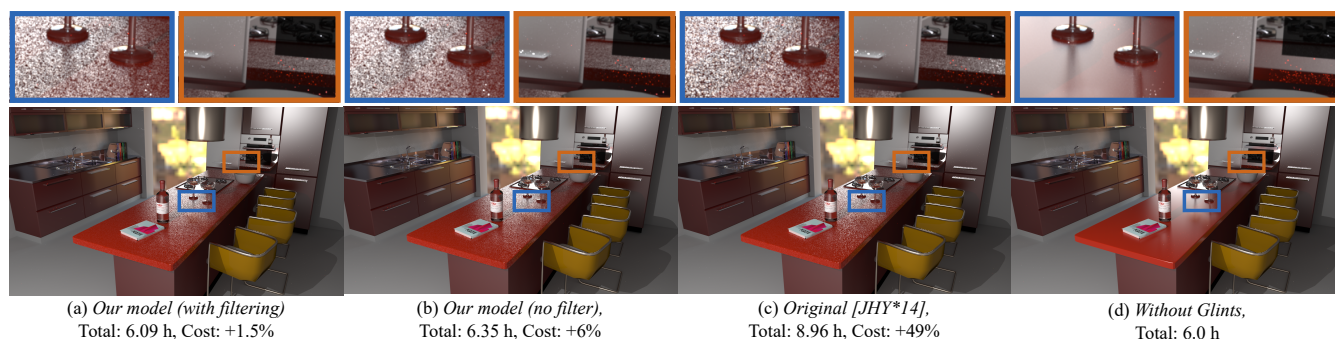 (a) Our model (with filtering)
Total: 6.09 h, Cost: +1.5%
(b) Our model (no filter),
Total: 6.35 h, Cost: +6%
(c) Original [JHY*14],
Total: 8.96 h, Cost: +49%
(d) Without Glints,
Total: 6.0 h